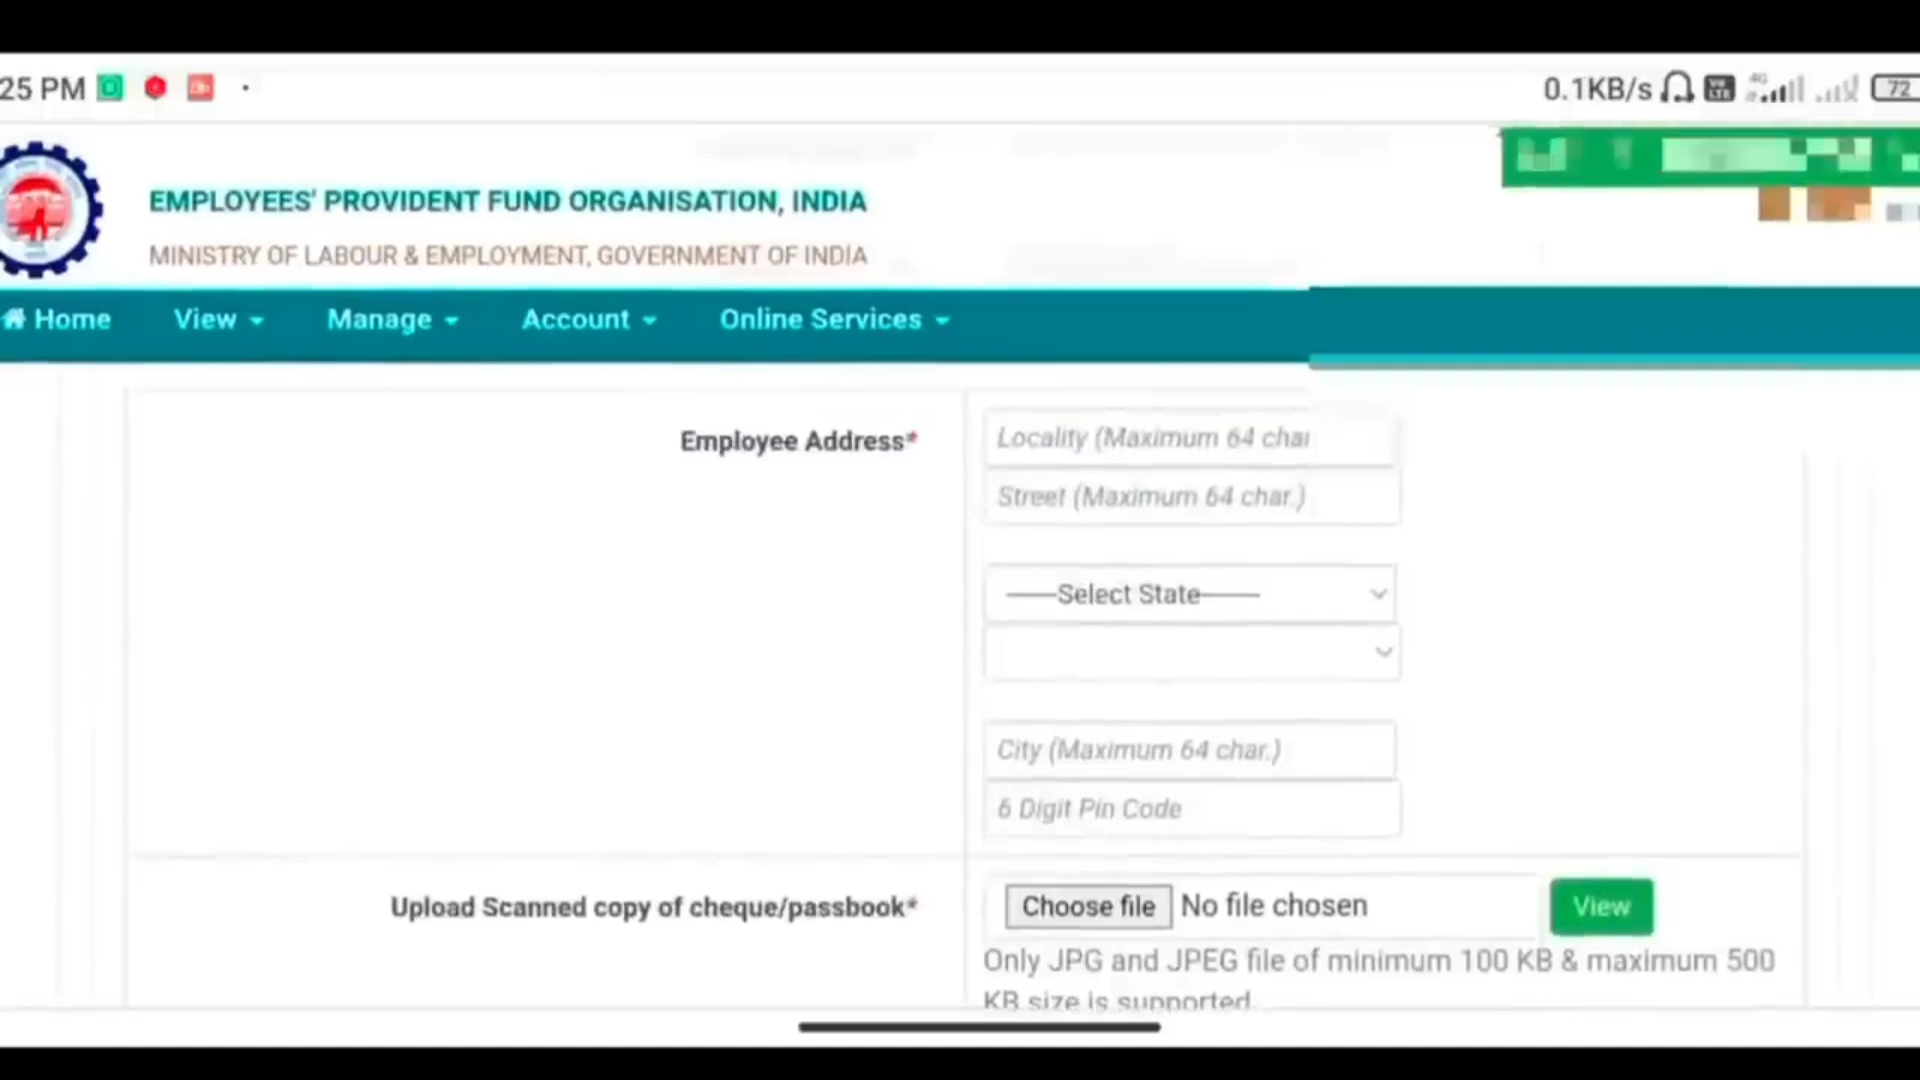 25 PM
0.1KB/s
4G
72
EMPLOYEES' PROVIDENT FUND ORGANISATION, INDIA
MINISTRY OF LABOUR & EMPLOYMENT, GOVERNMENT OF INDIA
Home View Manage Account Online Services
Employee Address*
Locality (Maximum 64 char
Street (Maximum 64 char.)
——Select State——
City (Maximum 64 char.)
6 Digit Pin Code
Upload Scanned copy of cheque/passbook*
Choose file No file chosen View
Only JPG and JPEG file of minimum 100 KB & maximum 500
KB size is supported.